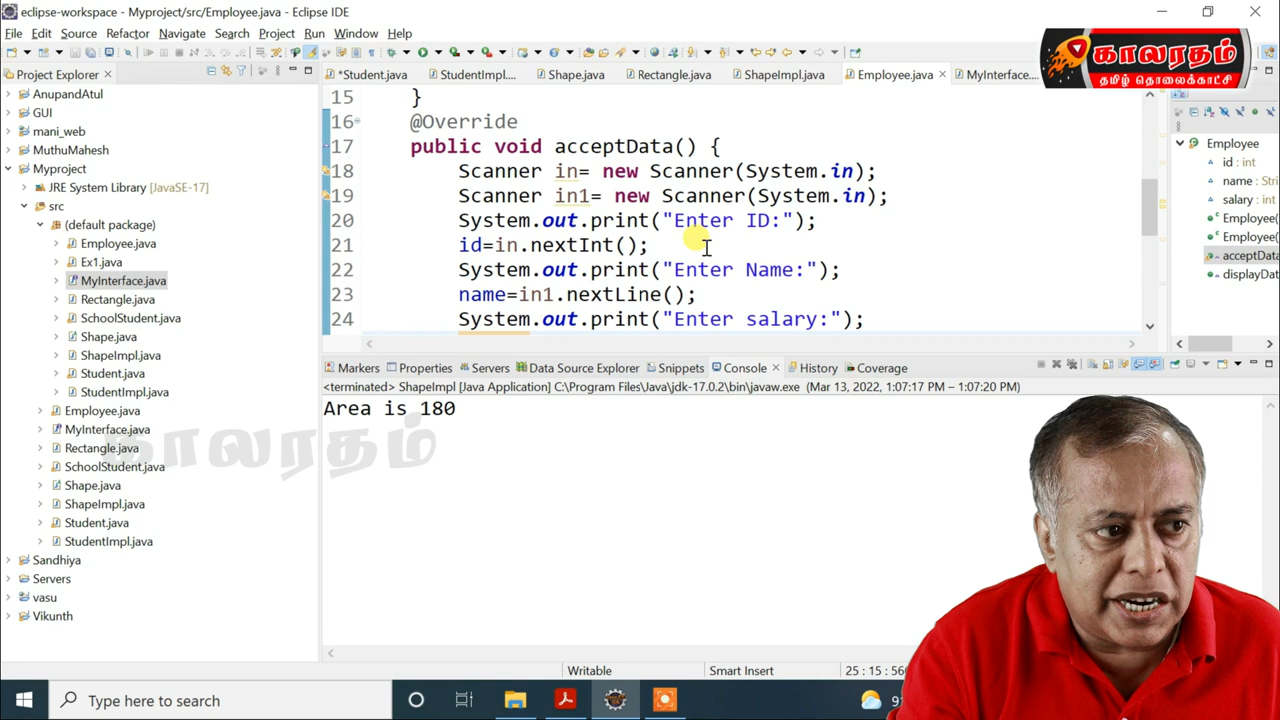 eclipse-workspace - Myproject/src/Employee.java - Eclipse IDE
File Edit Source Refactor Navigate Search Project Run Window Help
காலரதம்
தமிழ் தொலைக்காட்சி
Project Explorer
*Student.java StudentImpl.... Shape.java Rectangle.java ShapeImpl.java Employee.java MyInterface....
AnupandAtul
GUI
mani_web
MuthuMahesh
Myproject
JRE System Library [JavaSE-17]
src
(default package)
Employee.java
Ex1.java
MyInterface.java
Rectangle.java
SchoolStudent.java
Shape.java
ShapeImpl.java
Student.java
StudentImpl.java
Employee.java
MyInterface.java
Rectangle.java
SchoolStudent.java
Shape.java
ShapeImpl.java
Student.java
StudentImpl.java
Sandhiya
Servers
vasu
Vikunth
15 }
16 @Override
17 public void acceptData() {
18 Scanner in= new Scanner(System.in);
19 Scanner in1= new Scanner(System.in);
20 System.out.print("Enter ID:");
21 id=in.nextInt();
22 System.out.print("Enter Name:");
23 name=in1.nextLine();
24 System.out.print("Enter salary:");
Employee
id : int
name : Stri
salary : int
Employee(
Employee(
acceptData
displayDat
Markers Properties Servers Data Source Explorer Snippets Console History Coverage
<terminated> ShapeImpl [Java Application] C:\Program Files\Java\jdk-17.0.2\bin\javaw.exe (Mar 13, 2022, 1:07:17 PM – 1:07:20 PM)
Area is 180
காலரதம்
Writable Smart Insert 25 : 15 : 56
Type here to search